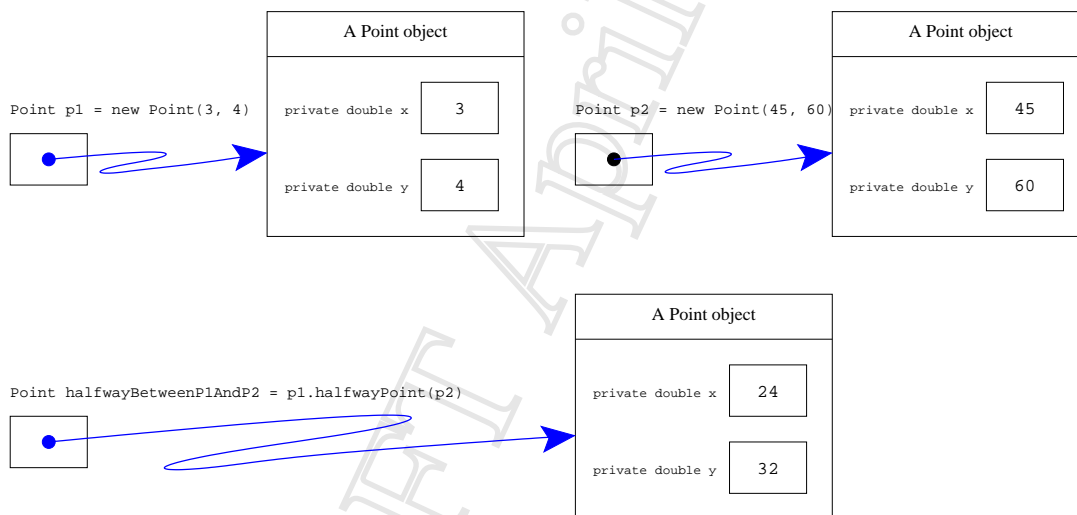 A Point object
Point p1 = new Point(3, 4)
private double x 3
private double y 4
A Point object
Point p2 = new Point(45, 60)
private double x 45
private double y 60
A Point object
Point halfwayBetweenP1AndP2 = p1.halfwayPoint(p2)
private double x 24
private double y 32
FT April